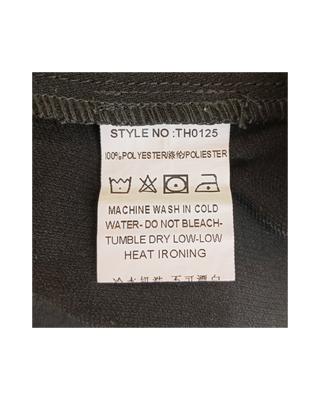 STYLE NO :TH0125
100%POLYESTER/涤伦/POLIESTER
MACHINE WASH IN COLD
WATER- DO NOT BLEACH-
TUMBLE DRY LOW-LOW
HEAT IRONING